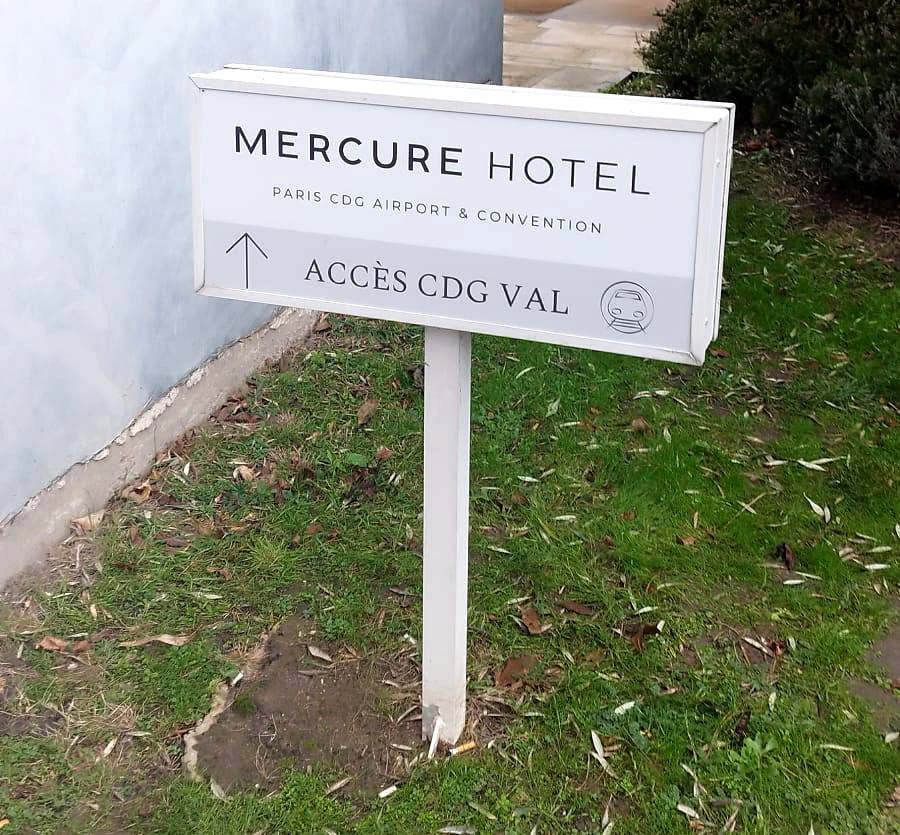 MERCURE HOTEL
PARIS CDG AIRPORT & CONVENTION
ACCÈS CDG VAL